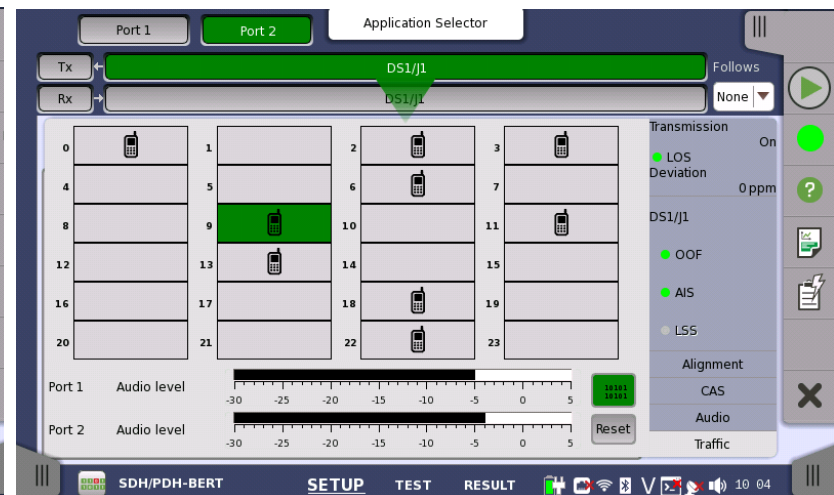 Port 1 Port 2 Application Selector
Tx DS1/J1 Follows
Rx DS1/J1 None
Transmission
On
LOS
Deviation
0 ppm
DS1/J1
OOF
AIS
LSS
Alignment
CAS
Audio
Traffic
0 1 2 3
4 5 6 7
8 9 10 11
12 13 14 15
16 17 18 19
20 21 22 23
Port 1 Audio level
-30 -25 -20 -15 -10 -5 0 5
10101
10101
Port 2 Audio level
-30 -25 -20 -15 -10 -5 0 5
Reset
SDH/PDH-BERT SETUP TEST RESULT 10 04